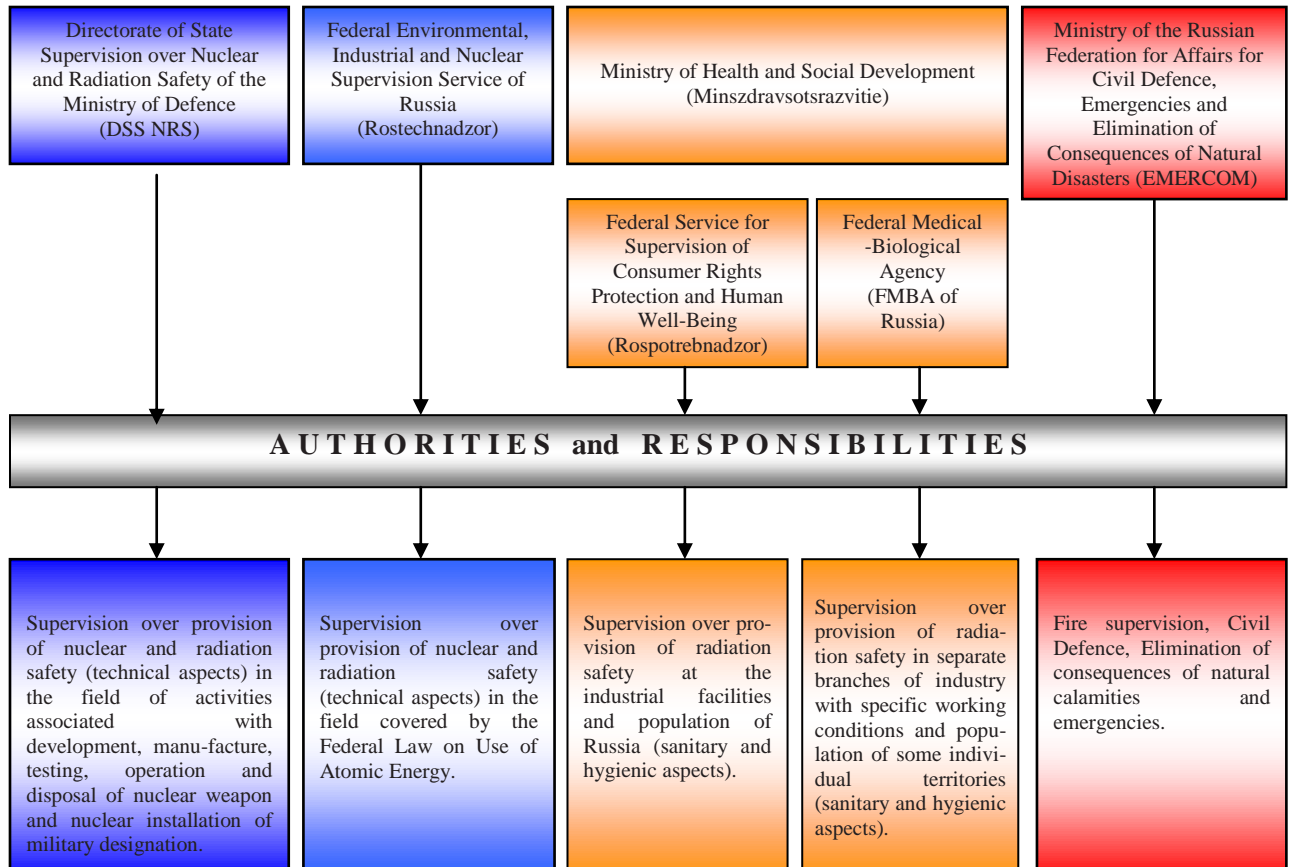 Directorate of State
Supervision over Nuclear
and Radiation Safety of the
Ministry of Defence
(DSS NRS)
Federal Environmental,
Industrial and Nuclear
Supervision Service of
Russia
(Rostechnadzor)
Ministry of Health and Social Development
(Minszdravsotsrazvitie)
Ministry of the Russian
Federation for Affairs for
Civil Defence,
Emergencies and
Elimination of
Consequences of Natural
Disasters (EMERCOM)
Federal Service for
Supervision of
Consumer Rights
Protection and Human
Well-Being
(Rospotrebnadzor)
Federal Medical
-Biological
Agency
(FMBA of
Russia)
AUTHORITIES and RESPONSIBILITIES
Supervision over provision
of nuclear and radiation
safety (technical aspects) in
the field of activities
associated with
development, manu-facture,
testing, operation and
disposal of nuclear weapon
and nuclear installation of
military designation.
Supervision over
provision of nuclear and
radiation safety
(technical aspects) in the
field covered by the
Federal Law on Use of
Atomic Energy.
Supervision over pro-
vision of radiation
safety at the
industrial facilities
and population of
Russia (sanitary and
hygienic aspects).
Supervision over
provision of radia-
tion safety in separate
branches of industry
with specific working
conditions and popu-
lation of some indivi-
dual territories
(sanitary and hygienic
aspects).
Fire supervision, Civil
Defence, Elimination of
consequences of natural
calamities and
emergencies.